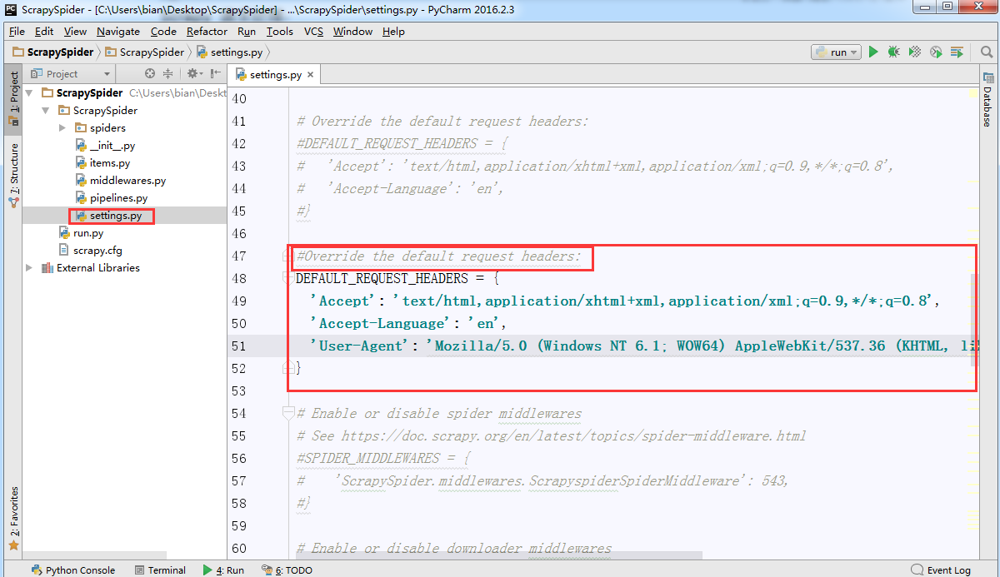 ScrapySpider - [C:\Users\bian\Desktop\ScrapySpider] - ...\ScrapySpider\settings.py - PyCharm 2016.2.3
File Edit View Navigate Code Refactor Run Tools VCS Window Help
ScrapySpider ScrapySpider settings.py run
Project settings.py
1: Project
7: Structure
2: Favorites
Database
ScrapySpider C:\Users\bian\Deskt
ScrapySpider
spiders
__init__.py
items.py
middlewares.py
pipelines.py
settings.py
run.py
scrapy.cfg
External Libraries
40
41 # Override the default request headers:
42 #DEFAULT_REQUEST_HEADERS = {
43 #   'Accept': 'text/html,application/xhtml+xml,application/xml;q=0.9,*/*;q=0.8',
44 #   'Accept-Language': 'en',
45 #}
46
47 #Override the default request headers:
48 DEFAULT_REQUEST_HEADERS = {
49   'Accept': 'text/html,application/xhtml+xml,application/xml;q=0.9,*/*;q=0.8',
50   'Accept-Language': 'en',
51   'User-Agent': 'Mozilla/5.0 (Windows NT 6.1; WOW64) AppleWebKit/537.36 (KHTML, li
52 }
53
54 # Enable or disable spider middlewares
55 # See https://doc.scrapy.org/en/latest/topics/spider-middleware.html
56 #SPIDER_MIDDLEWARES = {
57 #    'ScrapySpider.middlewares.ScrapyspiderSpiderMiddleware': 543,
58 #}
59
60 # Enable or disable downloader middlewares
Python Console Terminal 4: Run 6: TODO Event Log